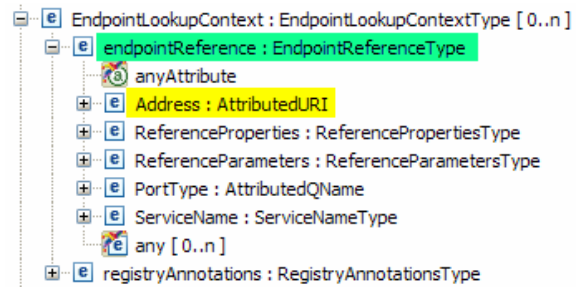 EndpointLookupContext : EndpointLookupContextType [ 0..n ]
endpointReference : EndpointReferenceType
anyAttribute
Address : AttributedURI
ReferenceProperties : ReferencePropertiesType
ReferenceParameters : ReferenceParametersType
PortType : AttributedQName
ServiceName : ServiceNameType
any [ 0..n ]
registryAnnotations : RegistryAnnotationsType